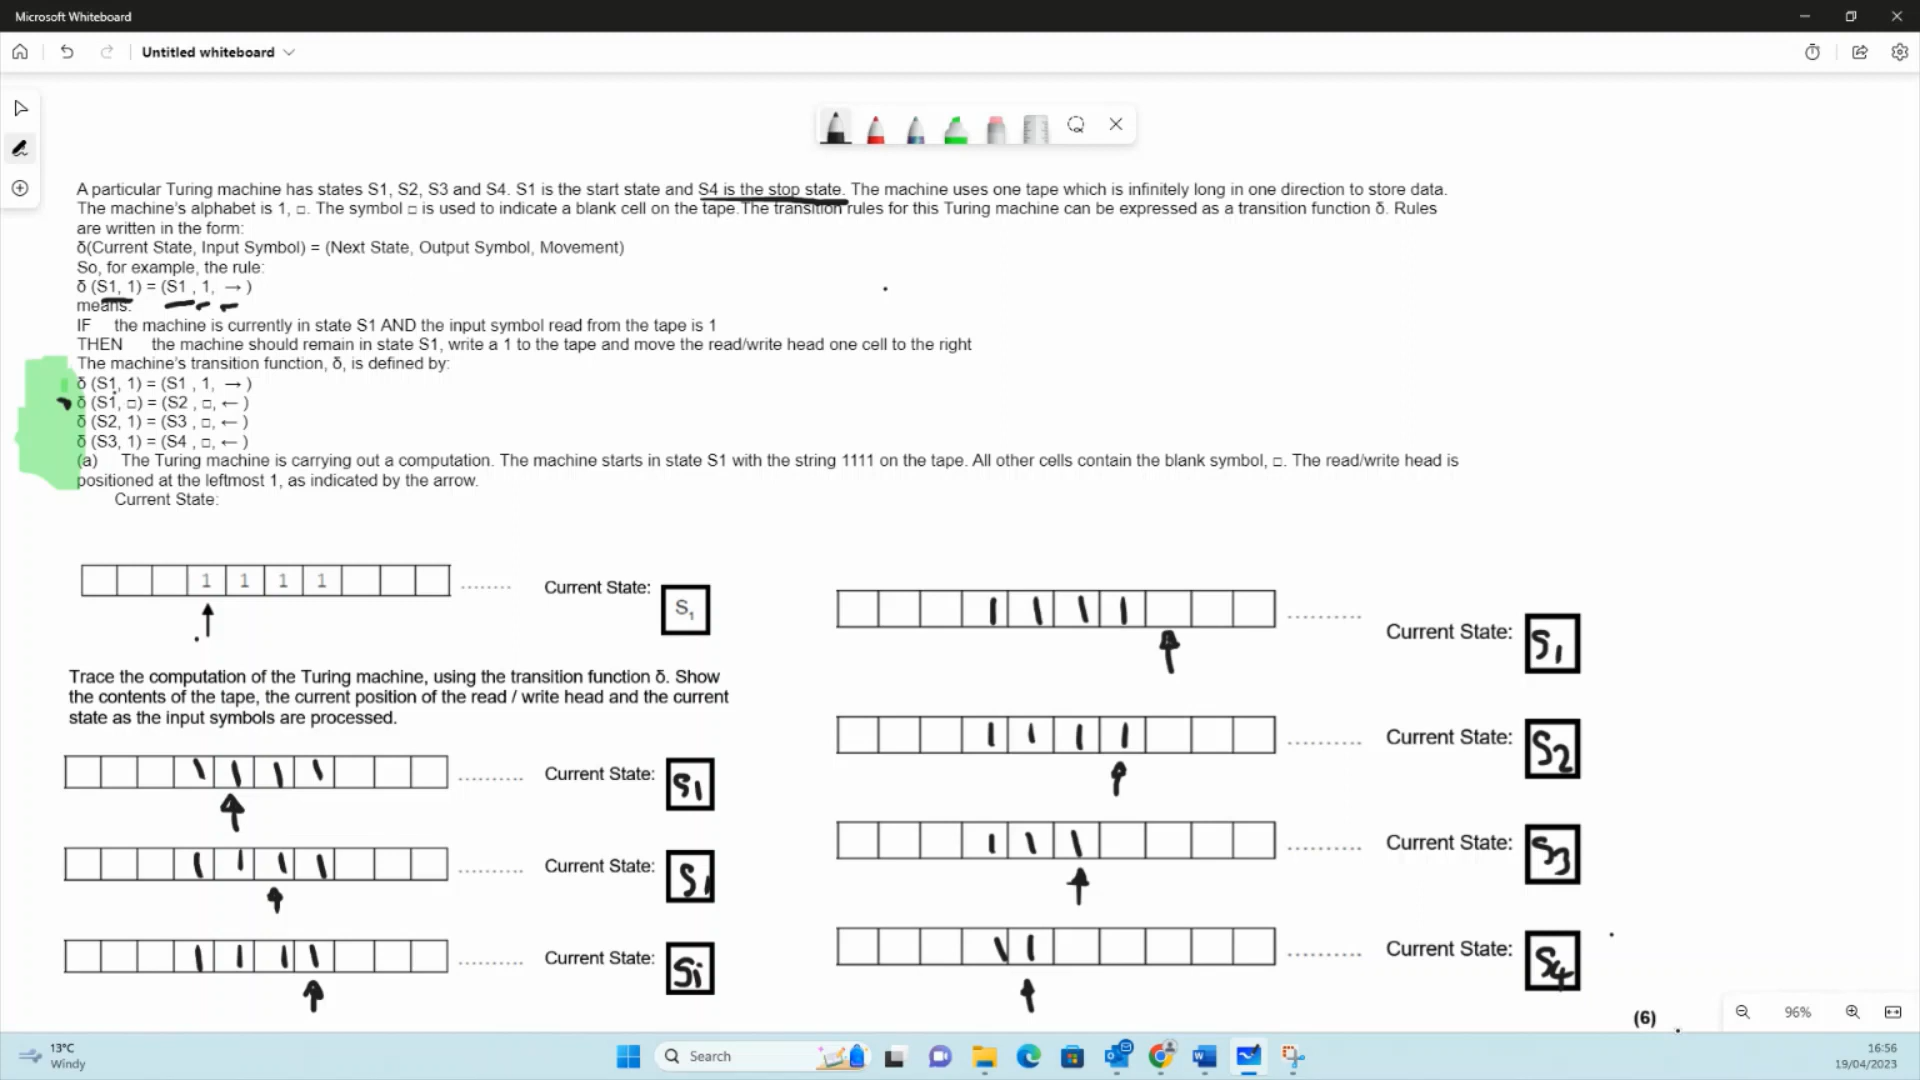 Microsoft Whiteboard
Untitled whiteboard
A particular Turing machine has states S1, S2, S3 and S4. S1 is the start state and S4 is the stop state. The machine uses one tape which is infinitely long in one direction to store data.
The machine's alphabet is 1, □. The symbol □ is used to indicate a blank cell on the tape.The transition rules for this Turing machine can be expressed as a transition function δ. Rules
are written in the form:
δ(Current State, Input Symbol) = (Next State, Output Symbol, Movement)
So, for example, the rule:
δ (S1, 1) = (S1 , 1, → )
means:
IF the machine is currently in state S1 AND the input symbol read from the tape is 1
THEN the machine should remain in state S1, write a 1 to the tape and move the read/write head one cell to the right
The machine's transition function, δ, is defined by:
δ (S1, 1) = (S1 , 1, → )
δ (S1, □) = (S2 , □, ← )
δ (S2, 1) = (S3 , □, ← )
δ (S3, 1) = (S4 , □, ← )
(a) The Turing machine is carrying out a computation. The machine starts in state S1 with the string 1111 on the tape. All other cells contain the blank symbol, □. The read/write head is
positioned at the leftmost 1, as indicated by the arrow.
Current State:
1 1 1 1 ........ Current State: S1
Trace the computation of the Turing machine, using the transition function δ. Show
the contents of the tape, the current position of the read / write head and the current
state as the input symbols are processed.
1 1 1 1 .......... Current State: S1
1 1 1 1 .......... Current State: S1
1 1 1 1 .......... Current State: S1
1 1 1 1 .......... Current State: S1
1 1 1 1 .......... Current State: S2
1 1 1 .......... Current State: S3
1 1 .......... Current State: S4
(6)
96%
13°C
Windy
Search
16:56
19/04/2023